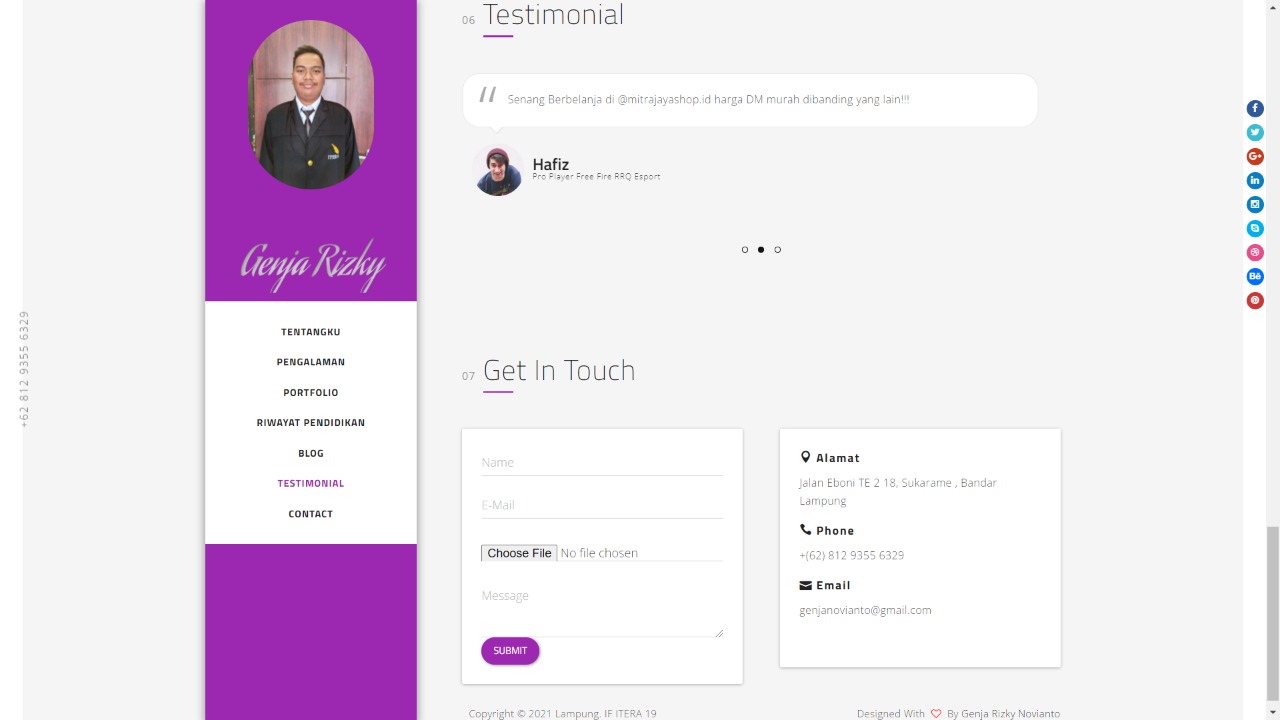 +62 812 9355 6329
Genja Rizky
TENTANGKU
PENGALAMAN
PORTFOLIO
RIWAYAT PENDIDIKAN
BLOG
TESTIMONIAL
CONTACT
06 Testimonial
“ Senang Berbelanja di @mitrajayashop.id harga DM murah dibanding yang lain!!!
Hafiz
Pro Player Free Fire RRQ Esport
07 Get In Touch
Name
E-Mail
Choose File No file chosen
Message
SUBMIT
Alamat
Jalan Eboni TE 2 18, Sukarame , Bandar
Lampung
Phone
+(62) 812 9355 6329
Email
genjanovianto@gmail.com
Copyright © 2021 Lampung. IF ITERA 19
Designed With ♡ By Genja Rizky Novianto